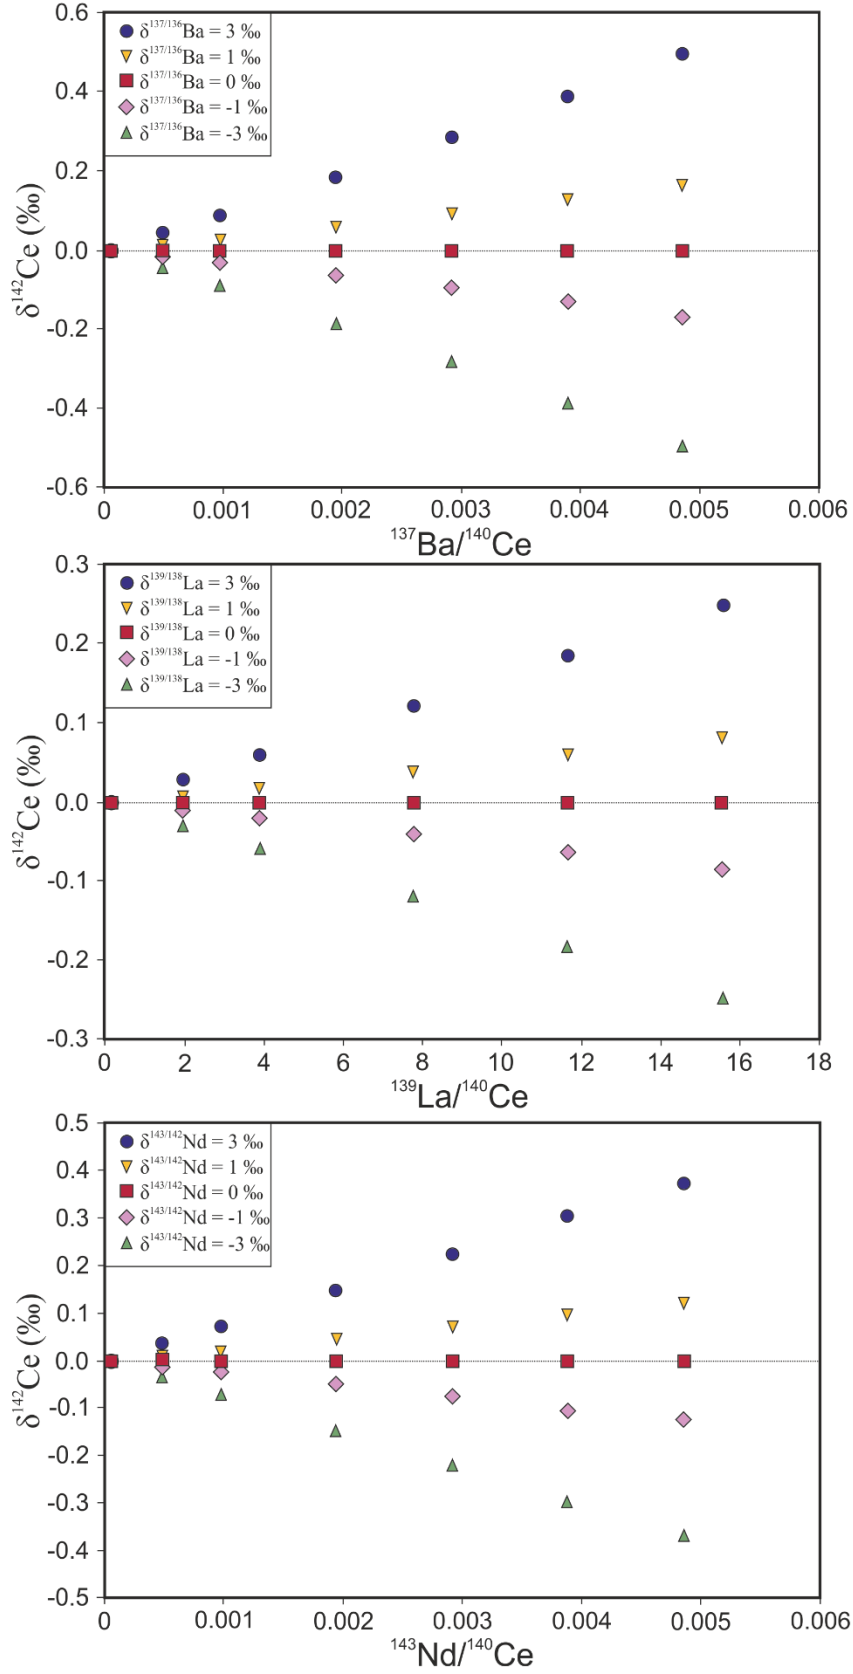 0.6
0.4
0.2
0.0
-0.2
-0.4
-0.6
δ¹⁴²Ce (‰)
δ¹³⁷/¹³⁶Ba = 3 ‰
δ¹³⁷/¹³⁶Ba = 1 ‰
δ¹³⁷/¹³⁶Ba = 0 ‰
δ¹³⁷/¹³⁶Ba = -1 ‰
δ¹³⁷/¹³⁶Ba = -3 ‰
0 0.001 0.002 0.003 0.004 0.005 0.006
¹³⁷Ba/¹⁴⁰Ce
0.3
0.2
0.1
0.0
-0.1
-0.2
-0.3
δ¹⁴²Ce (‰)
δ¹³⁹/¹³⁸La = 3 ‰
δ¹³⁹/¹³⁸La = 1 ‰
δ¹³⁹/¹³⁸La = 0 ‰
δ¹³⁹/¹³⁸La = -1 ‰
δ¹³⁹/¹³⁸La = -3 ‰
0 2 4 6 8 10 12 14 16 18
¹³⁹La/¹⁴⁰Ce
0.5
0.4
0.3
0.2
0.1
0.0
-0.1
-0.2
-0.3
-0.4
-0.5
δ¹⁴²Ce (‰)
δ¹⁴³/¹⁴²Nd = 3 ‰
δ¹⁴³/¹⁴²Nd = 1 ‰
δ¹⁴³/¹⁴²Nd = 0 ‰
δ¹⁴³/¹⁴²Nd = -1 ‰
δ¹⁴³/¹⁴²Nd = -3 ‰
0 0.001 0.002 0.003 0.004 0.005 0.006
¹⁴³Nd/¹⁴⁰Ce